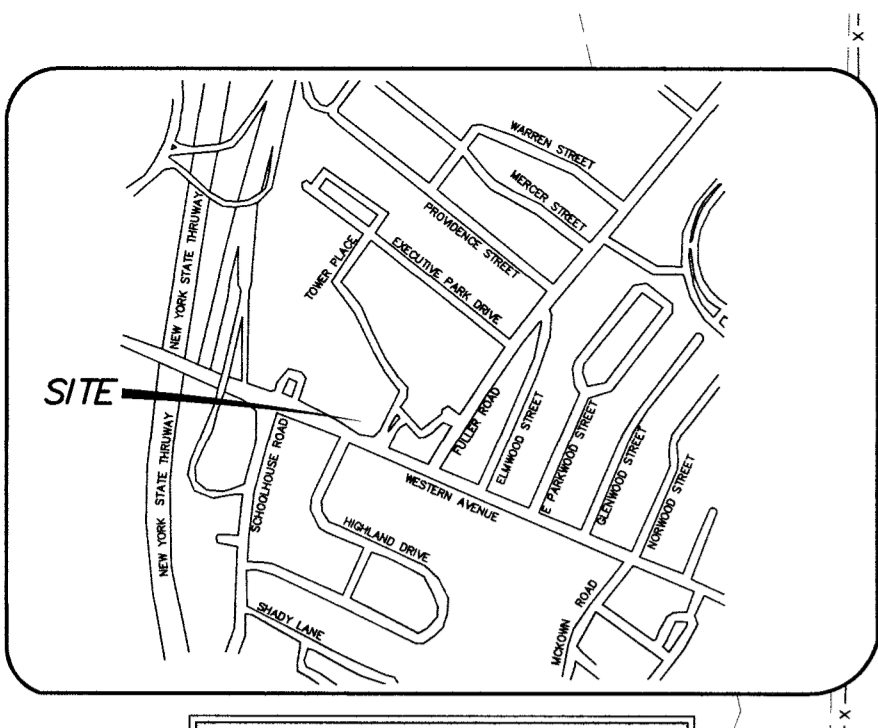 X
WARREN STREET
MERCER STREET
PROVIDENCE STREET
NEW YORK STATE THRUWAY
TOWER PLACE
EXECUTIVE PARK DRIVE
SITE
FULLER ROAD
ELMWOOD STREET
E PARKWOOD STREET
GLENWOOD STREET
NORWOOD STREET
SCHOOLHOUSE ROAD
WESTERN AVENUE
NEW YORK STATE THRUWAY
HIGHLAND DRIVE
SHADY LANE
MCKOWN ROAD
X